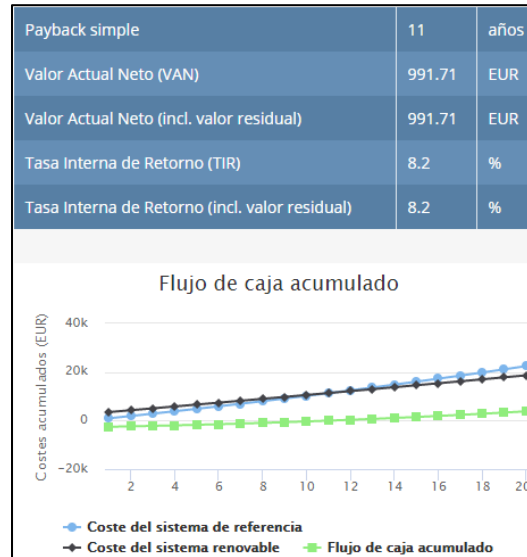 Payback simple 11 años
Valor Actual Neto (VAN) 991.71 EUR
Valor Actual Neto (incl. valor residual) 991.71 EUR
Tasa Interna de Retorno (TIR) 8.2 %
Tasa Interna de Retorno (incl. valor residual) 8.2 %
Flujo de caja acumulado
Costes acumulados (EUR)
40k
20k
0
−20k
2 4 6 8 10 12 14 16 18 20
Coste del sistema de referencia
Coste del sistema renovable Flujo de caja acumulado